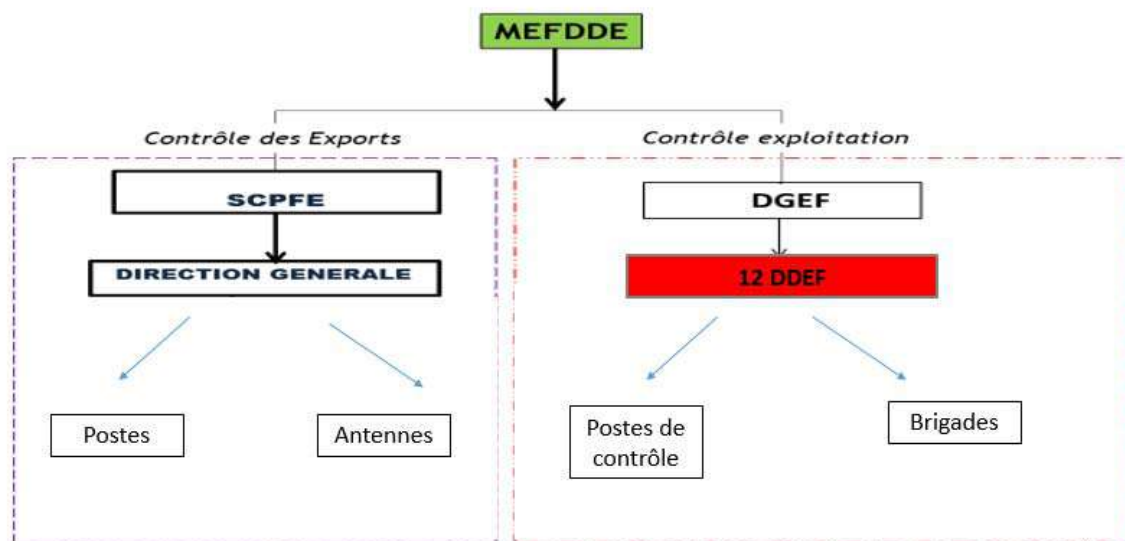 MEFDDE
Contrôle des Exports
Contrôle exploitation
SCPFE
DGEF
DIRECTION GENERALE
12 DDEF
Postes
Antennes
Postes de
contrôle
Brigades